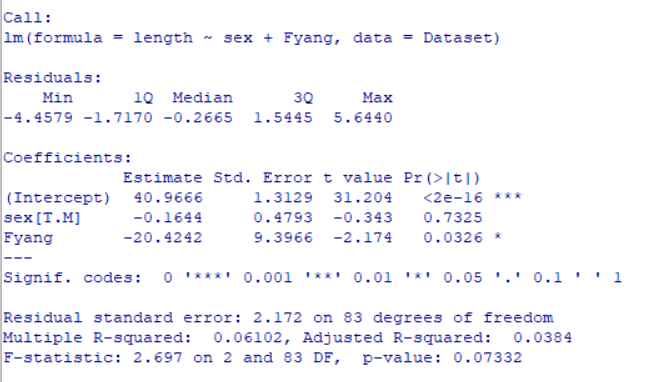 Call:
lm(formula = length ~ sex + Fyang, data = Dataset)
Residuals:
    Min      1Q  Median      3Q     Max
-4.4579 -1.7170 -0.2665  1.5445  5.6440
Coefficients:
            Estimate Std. Error t value Pr(>|t|)
(Intercept)  40.9666     1.3129  31.204   <2e-16 ***
sex[T.M]     -0.1644     0.4793  -0.343   0.7325
Fyang       -20.4242     9.3966  -2.174   0.0326 *
---
Signif. codes:  0 '***' 0.001 '**' 0.01 '*' 0.05 '.' 0.1 ' ' 1
Residual standard error: 2.172 on 83 degrees of freedom
Multiple R-squared:  0.06102, Adjusted R-squared:  0.0384
F-statistic: 2.697 on 2 and 83 DF,  p-value: 0.07332